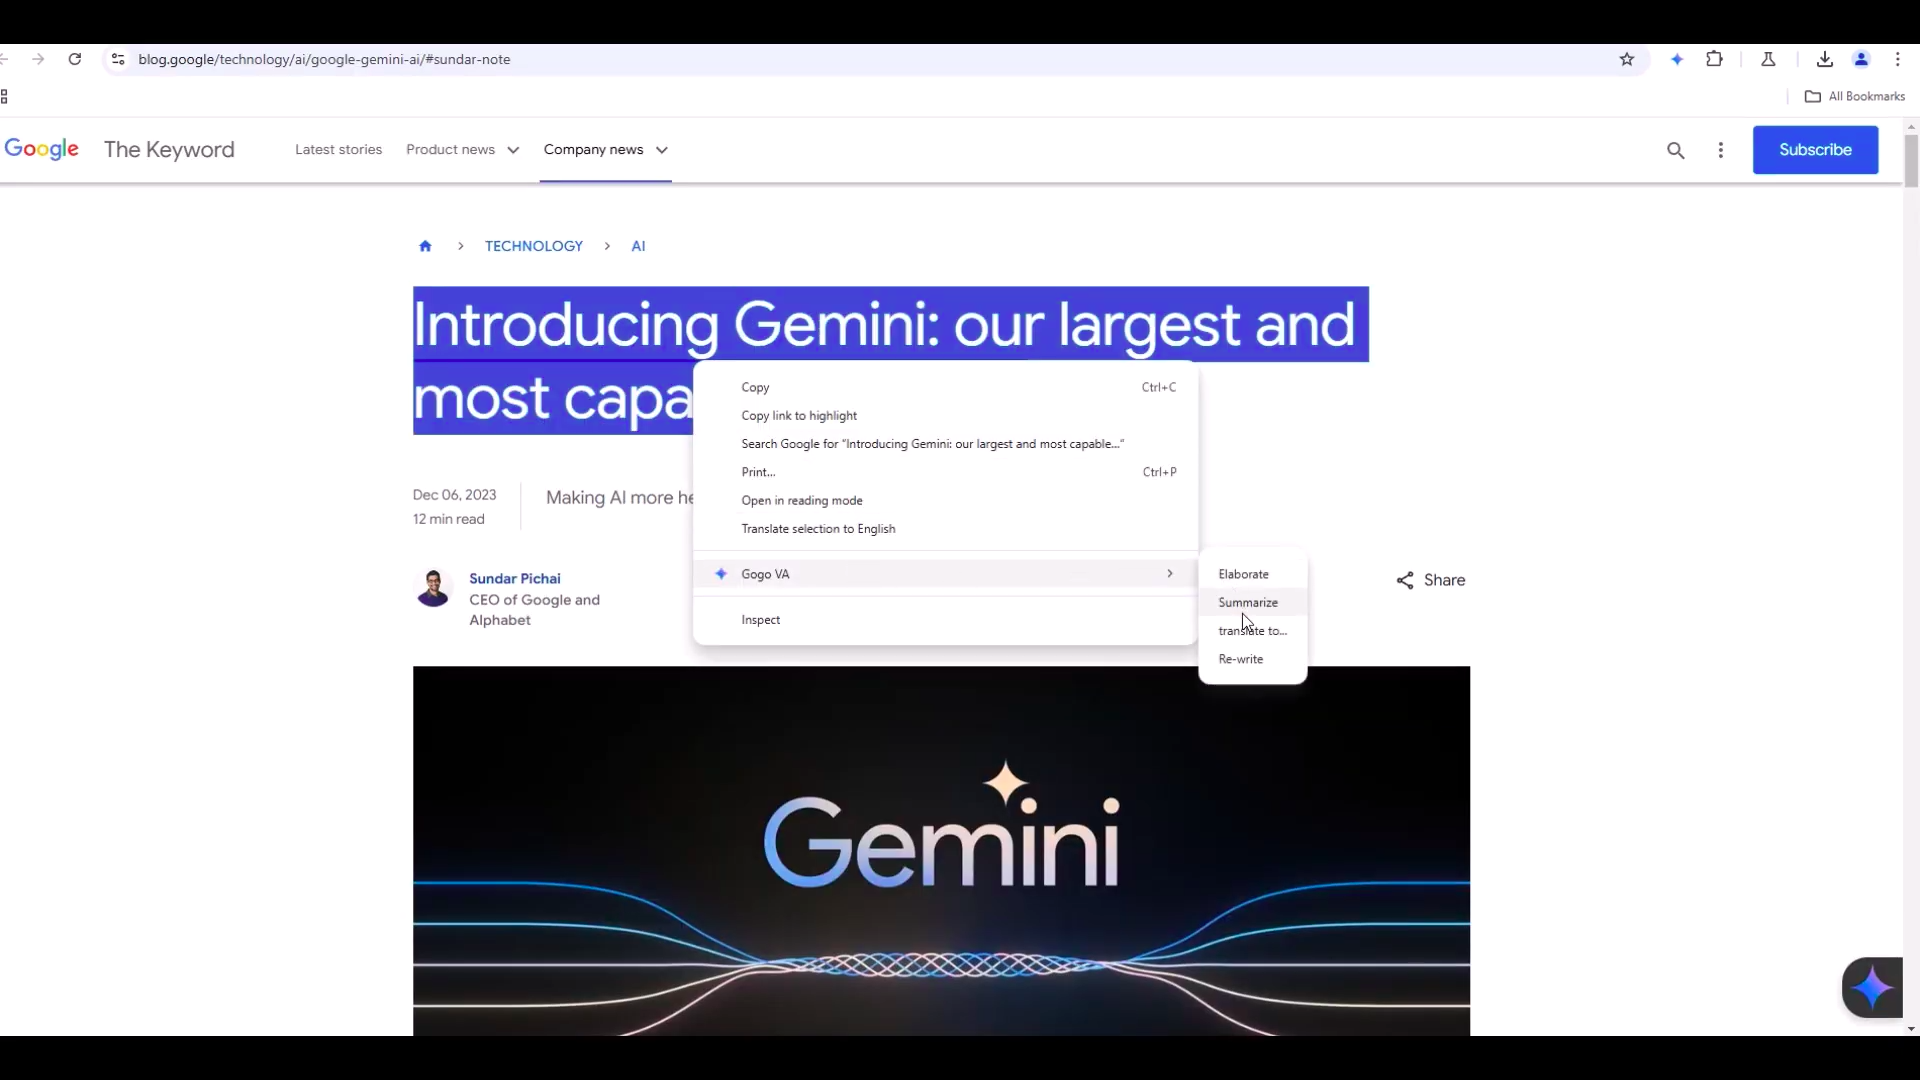 blog.google/technology/ai/google-gemini-ai/#sundar-note
All Bookmarks
Google The Keyword Latest stories Product news Company news Subscribe
TECHNOLOGY AI
Introducing Gemini: our largest and
most capa
Copy Ctrl+C
Copy link to highlight
Search Google for “Introducing Gemini: our largest and most capable...”
Print... Ctrl+P
Open in reading mode
Translate selection to English
Gogo VA
Inspect
Elaborate
Summarize
translate to...
Re-write
Dec 06, 2023
12 min read
Making AI more he
Sundar Pichai
CEO of Google and
Alphabet
Share
Gemini